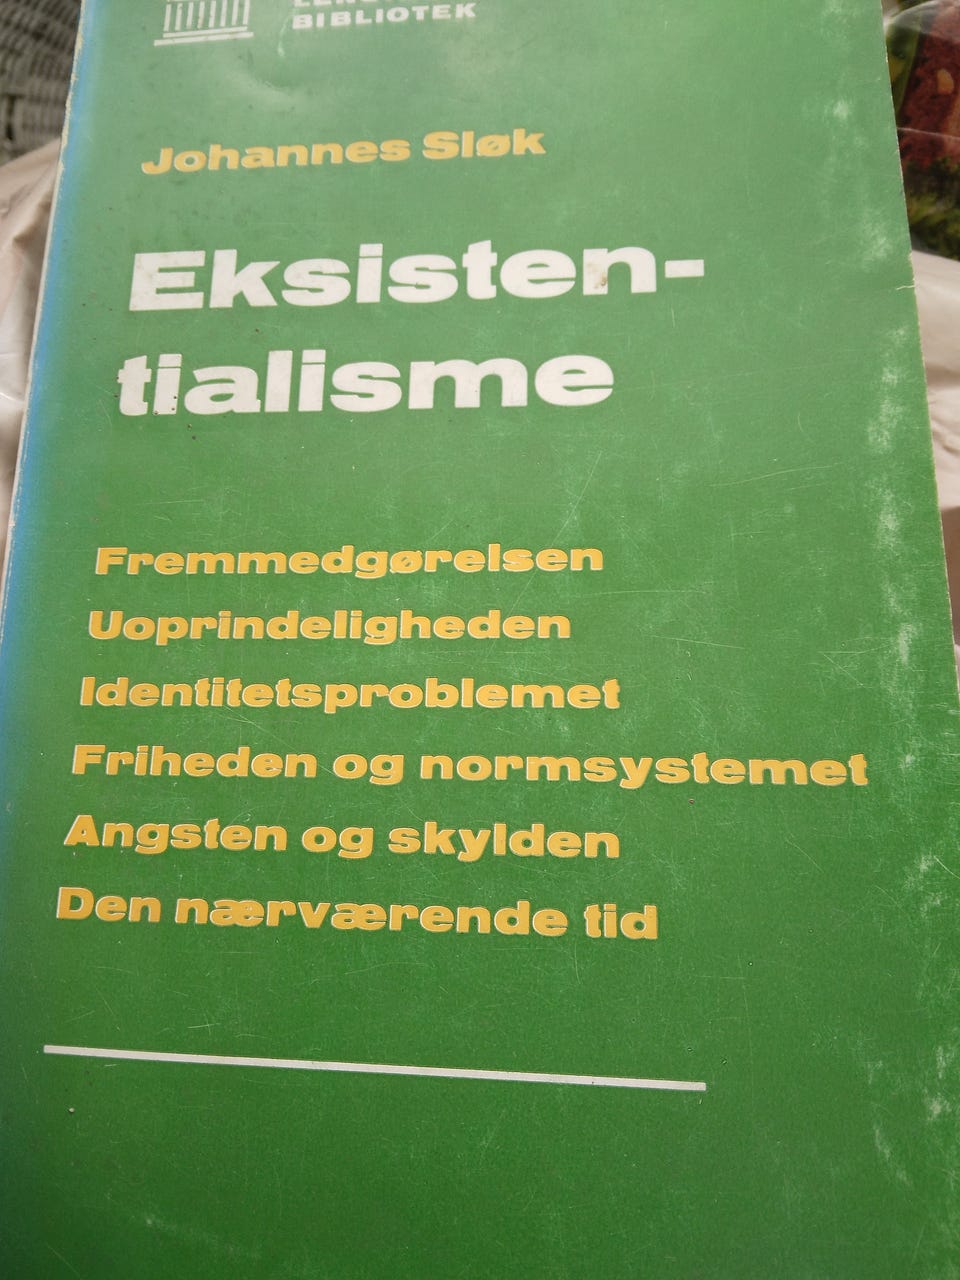 BIBLIOTEK
Johannes Sløk
Eksisten-
tialisme
Fremmedgørelsen
Uoprindeligheden
Identitetsproblemet
Friheden og normsystemet
Angsten og skylden
Den nærværende tid